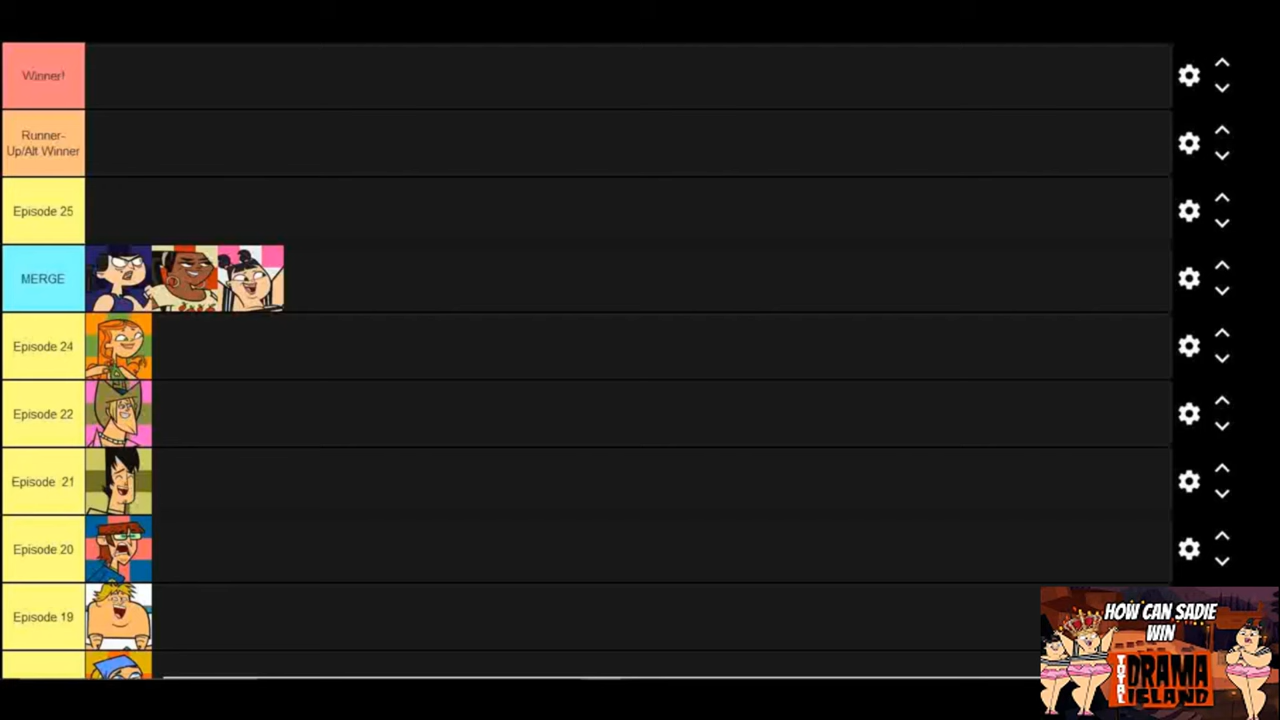 Winner!
Runner-
Up/Alt Winner
Episode 25
MERGE
Episode 24
Episode 22
Episode 21
Episode 20
Episode 19
HOW CAN SADIE
WIN
TOTAL
DRAMA
ISLAND